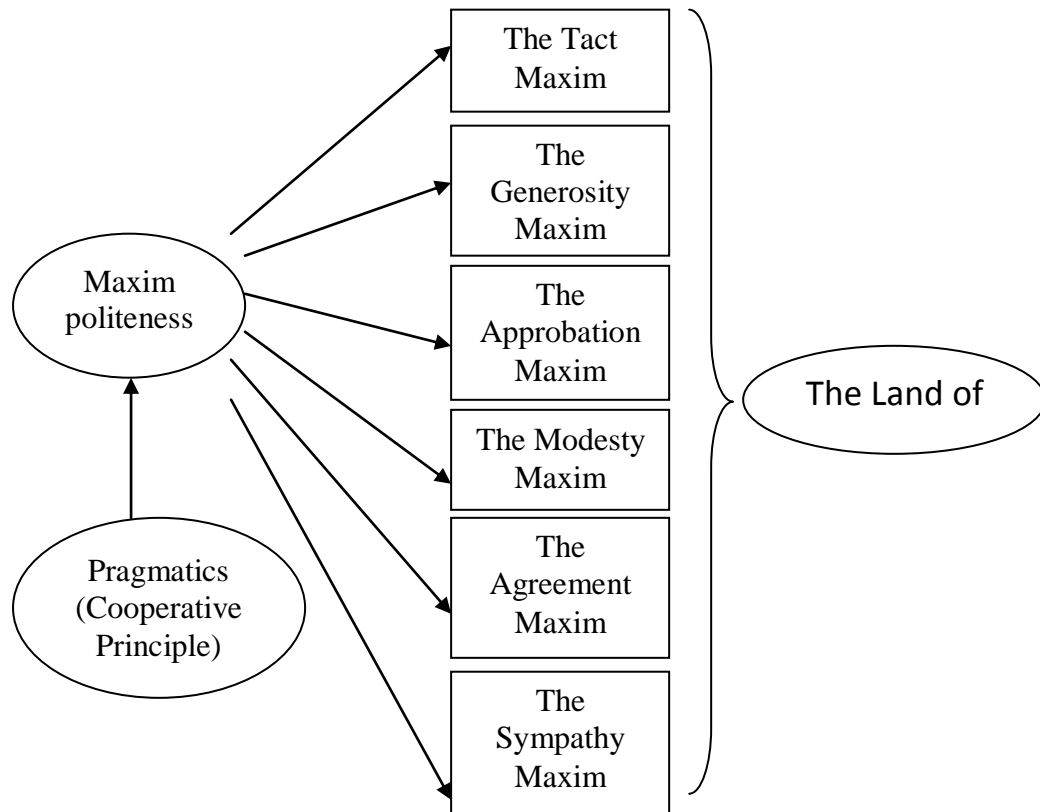 The Tact
Maxim
The
Generosity
Maxim
Maxim
politeness
The
Approbation
Maxim
The Land of
The Modesty
Maxim
Pragmatics
(Cooperative
Principle)
The
Agreement
Maxim
The
Sympathy
Maxim